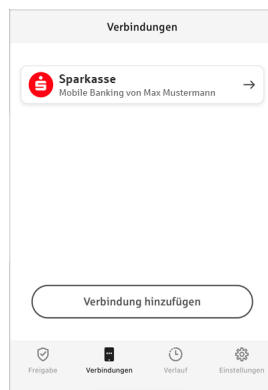 Verbindungen
Sparkasse
Mobile Banking von Max Mustermann
Verbindung hinzufügen
Freigabe Verbindungen Verlauf Einstellungen